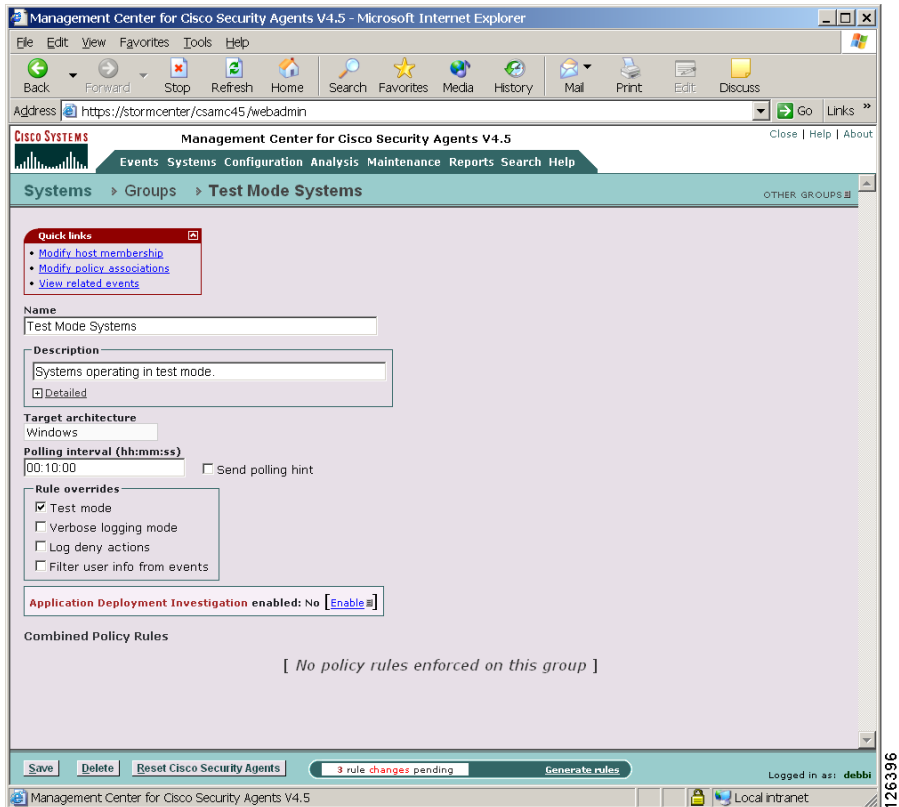 Management Center for Cisco Security Agents V4.5 - Microsoft Internet Explorer
File Edit View Favorites Tools Help
Back Forward Stop Refresh Home Search Favorites Media History Mail Print Edit Discuss
Address https://stormcenter/csamc45/webadmin Go Links »
CISCO SYSTEMS Management Center for Cisco Security Agents V4.5 Close | Help | About
Events Systems Configuration Analysis Maintenance Reports Search Help
Systems Groups Test Mode Systems OTHER GROUPS
Quick links
• Modify host membership
• Modify policy associations
• View related events
Name
Test Mode Systems
Description
Systems operating in test mode.
Detailed
Target architecture
Windows
Polling interval (hh:mm:ss)
00:10:00 Send polling hint
Rule overrides
Test mode
Verbose logging mode
Log deny actions
Filter user info from events
Application Deployment Investigation enabled: No [Enable]
Combined Policy Rules
[ No policy rules enforced on this group ]
Save Delete Reset Cisco Security Agents 3 rule changes pending Generate rules
Logged in as: debbi
Management Center for Cisco Security Agents V4.5 Local intranet
126396